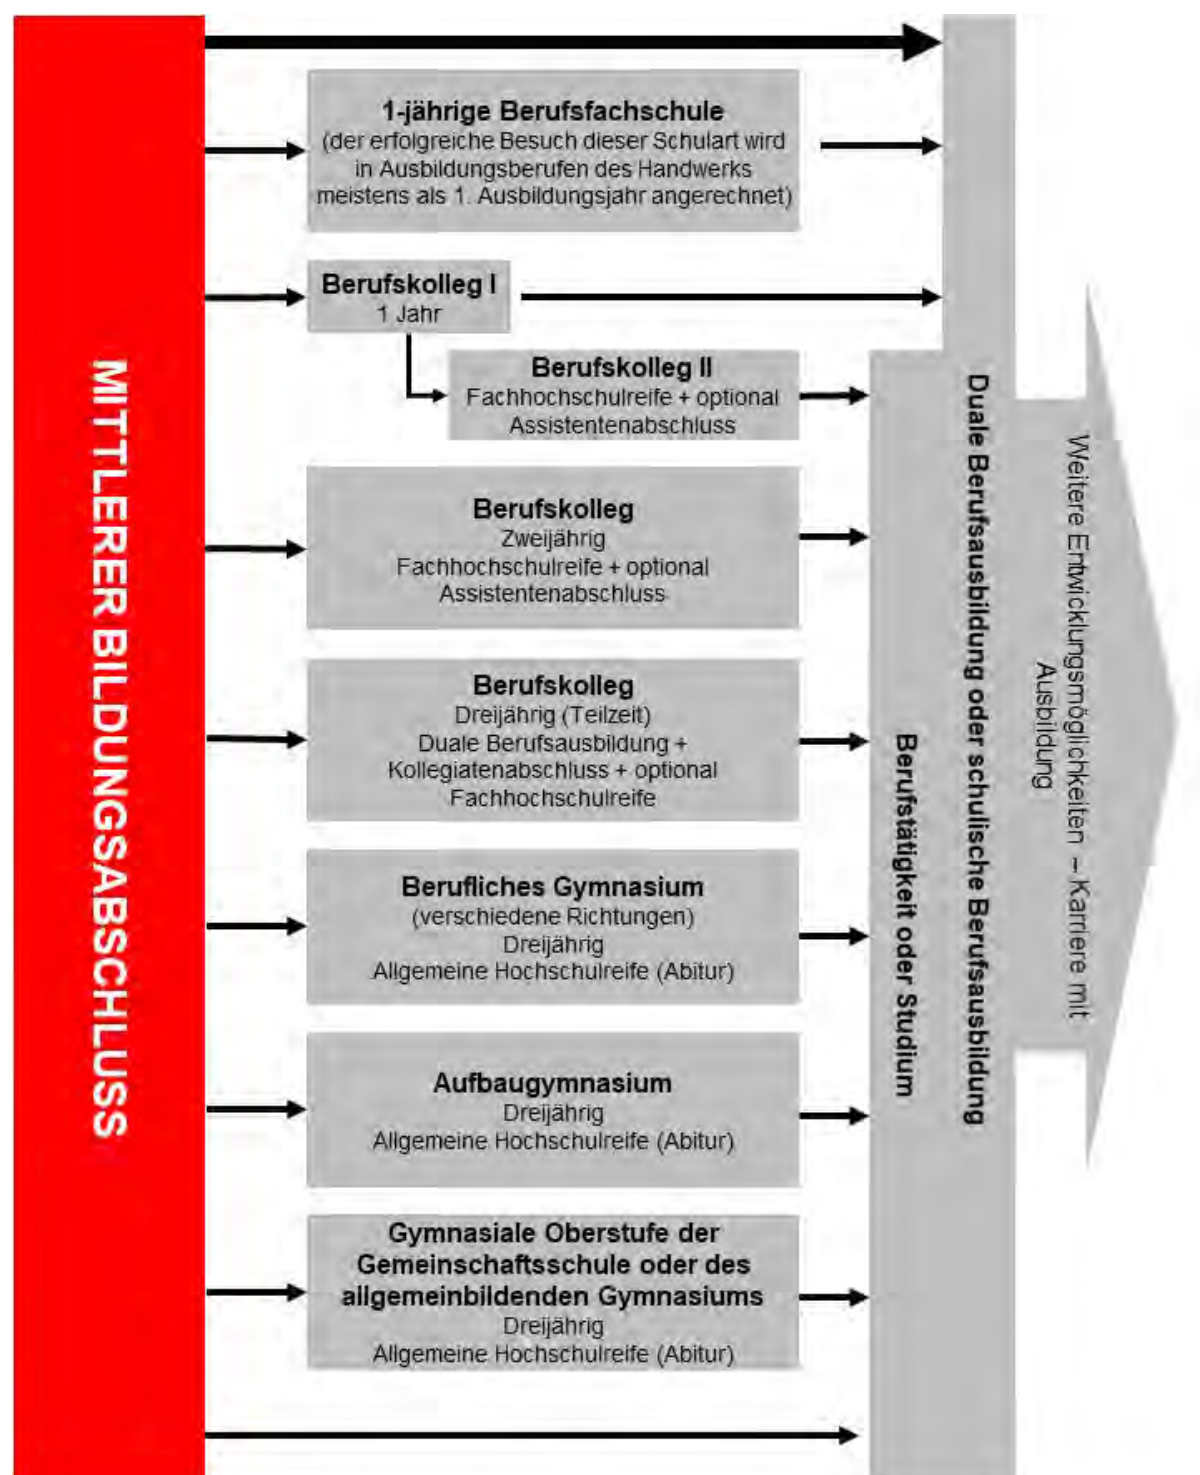 MITTLERER BILDUNGSABSCHLUSS
1-jährige Berufsfachschule
(der erfolgreiche Besuch dieser Schulart wird
in Ausbildungsberufen des Handwerks
meistens als 1. Ausbildungsjahr angerechnet)
Berufskolleg I
1 Jahr
Berufskolleg II
Fachhochschulreife + optional
Assistentenabschluss
Berufskolleg
Zweijährig
Fachhochschulreife + optional
Assistentenabschluss
Berufskolleg
Dreijährig (Teilzeit)
Duale Berufsausbildung +
Kollegiatenabschluss + optional
Fachhochschulreife
Berufliches Gymnasium
(verschiedene Richtungen)
Dreijährig
Allgemeine Hochschulreife (Abitur)
Aufbaugymnasium
Dreijährig
Allgemeine Hochschulreife (Abitur)
Gymnasiale Oberstufe der
Gemeinschaftsschule oder des
allgemeinbildenden Gymnasiums
Dreijährig
Allgemeine Hochschulreife (Abitur)
Berufstätigkeit oder Studium
Duale Berufsausbildung oder schulische Berufsausbildung
Weitere Entwicklungsmöglichkeiten – Karriere mit
Ausbildung